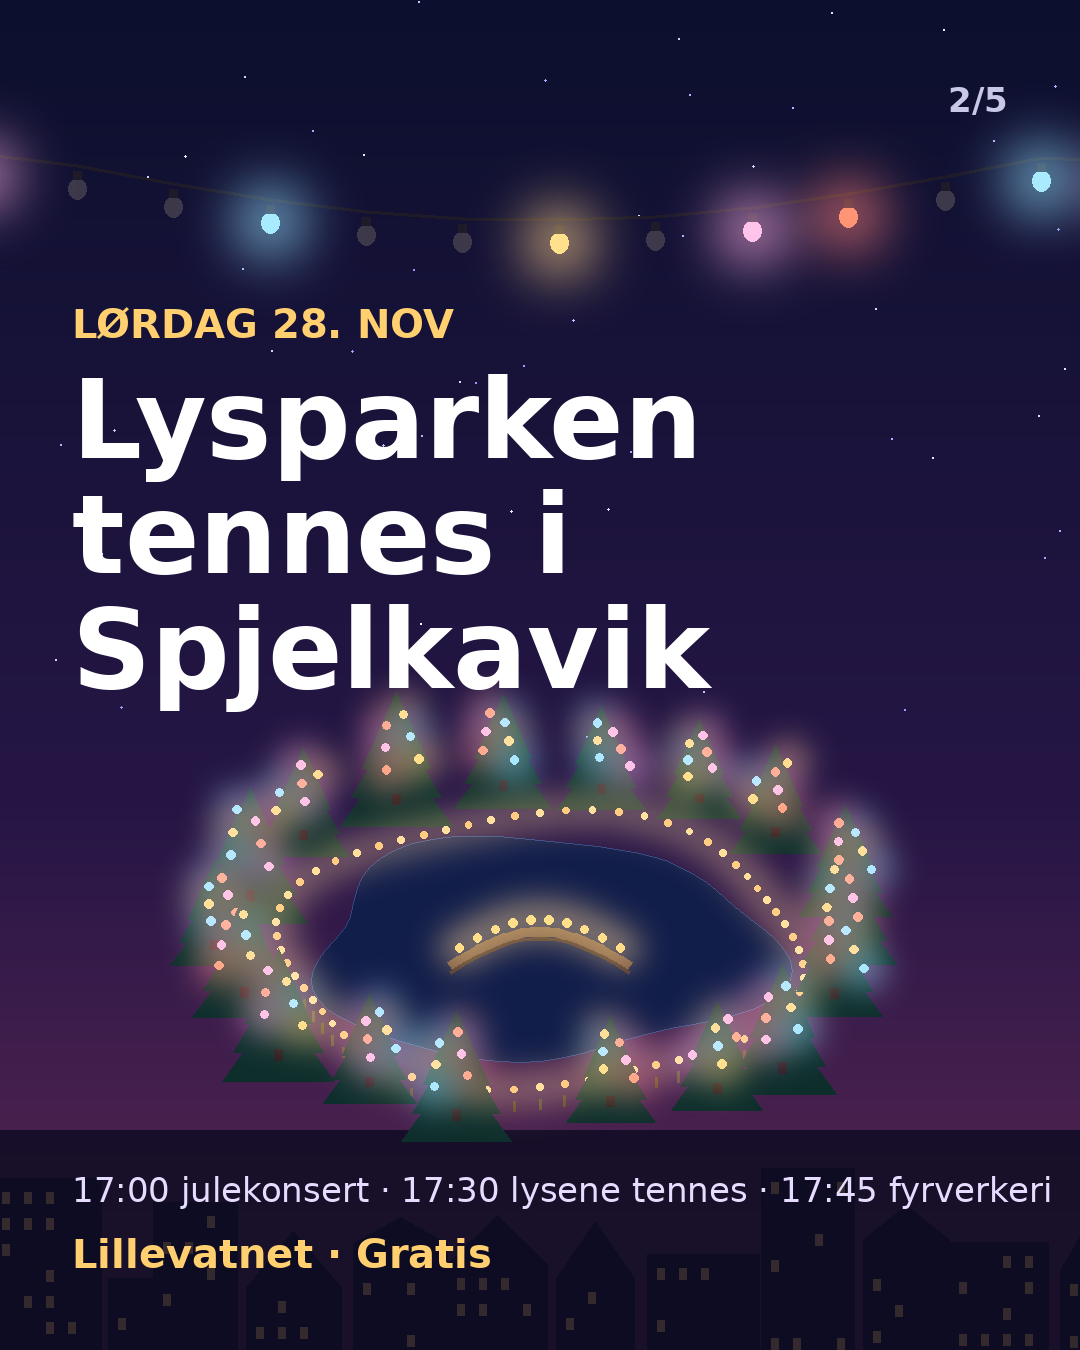 2/5
LØRDAG 28. NOV
Lysparken
tennes i
Spjelkavik
17:00 julekonsert · 17:30 lysene tennes · 17:45 fyrverkeri
Lillevatnet · Gratis